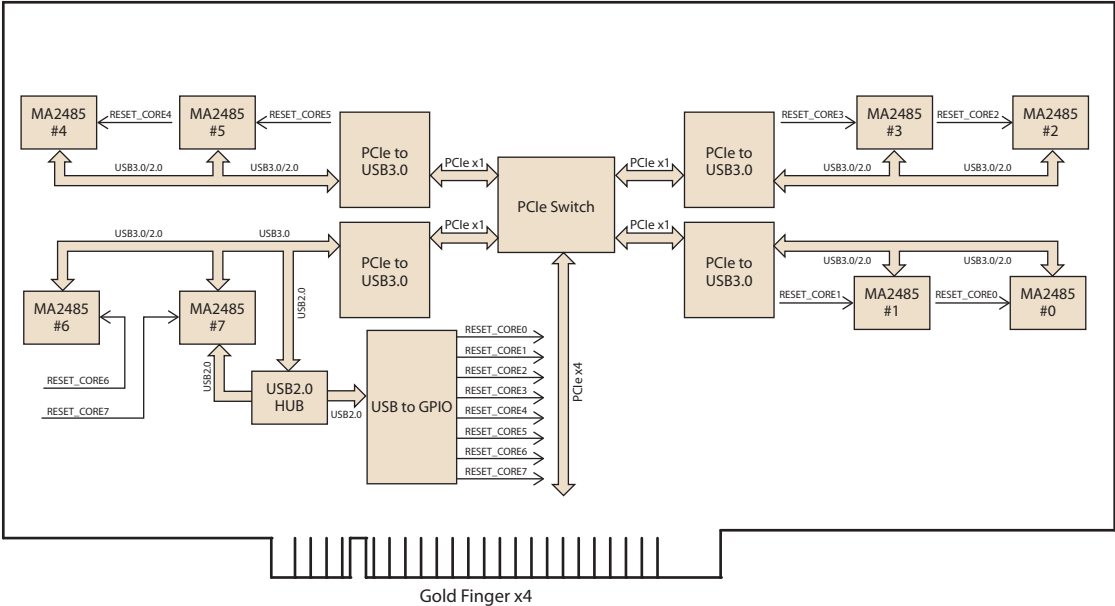 MA2485
#4
RESET_CORE4
MA2485
#5
RESET_CORE5
USB3.0/2.0
USB3.0/2.0
PCIe to
USB3.0
PCIe x1
PCIe Switch
PCIe x1
PCIe to
USB3.0
RESET_CORE3
MA2485
#3
RESET_CORE2
MA2485
#2
USB3.0/2.0
USB3.0/2.0
USB3.0/2.0
USB3.0
PCIe to
USB3.0
PCIe x1
PCIe x1
PCIe to
USB3.0
USB3.0/2.0
USB3.0/2.0
MA2485
#6
MA2485
#7
USB2.0
RESET_CORE1
MA2485
#1
RESET_CORE0
MA2485
#0
RESET_CORE6
RESET_CORE7
USB2.0
USB2.0
HUB
USB2.0
USB to GPIO
RESET_CORE0
RESET_CORE1
RESET_CORE2
RESET_CORE3
RESET_CORE4
RESET_CORE5
RESET_CORE6
RESET_CORE7
PCIe x4
Gold Finger x4